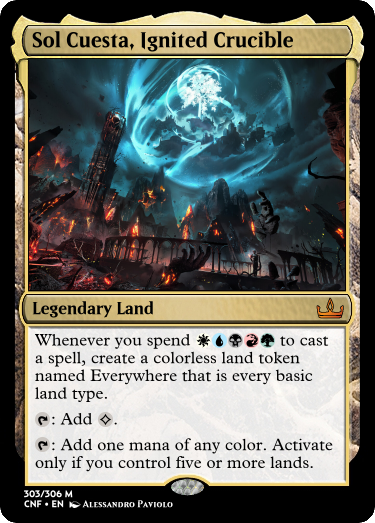 Sol Cuesta, Ignited Crucible
Legendary Land
Whenever you spend to cast
a spell, create a colorless land token
named Everywhere that is every basic
land type.
: Add .
: Add one mana of any color. Activate
only if you control five or more lands.
303/306 M
CNF • EN Alessandro Paviolo